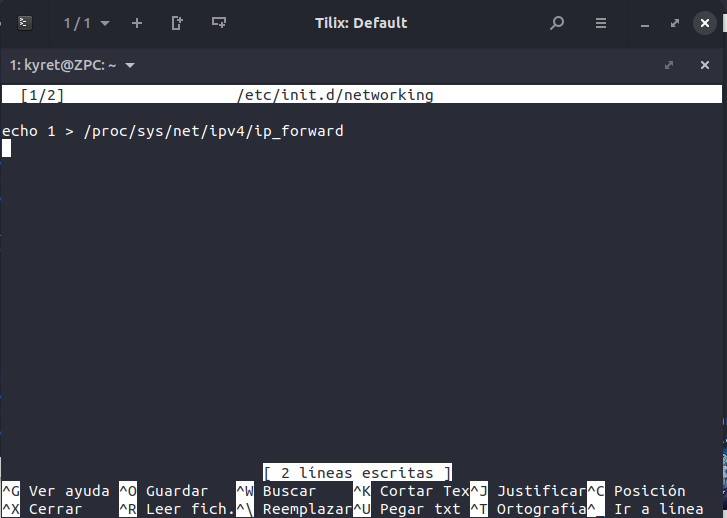 1 / 1 Tilix: Default
1: kyret@ZPC: ~
[1/2] /etc/init.d/networking
echo 1 > /proc/sys/net/ipv4/ip_forward
[ 2 líneas escritas ]
^G Ver ayuda ^O Guardar ^W Buscar ^K Cortar Tex^J Justificar^C Posición
^X Cerrar ^R Leer fich.^\ Reemplazar^U Pegar txt ^T Ortografía^_ Ir a línea